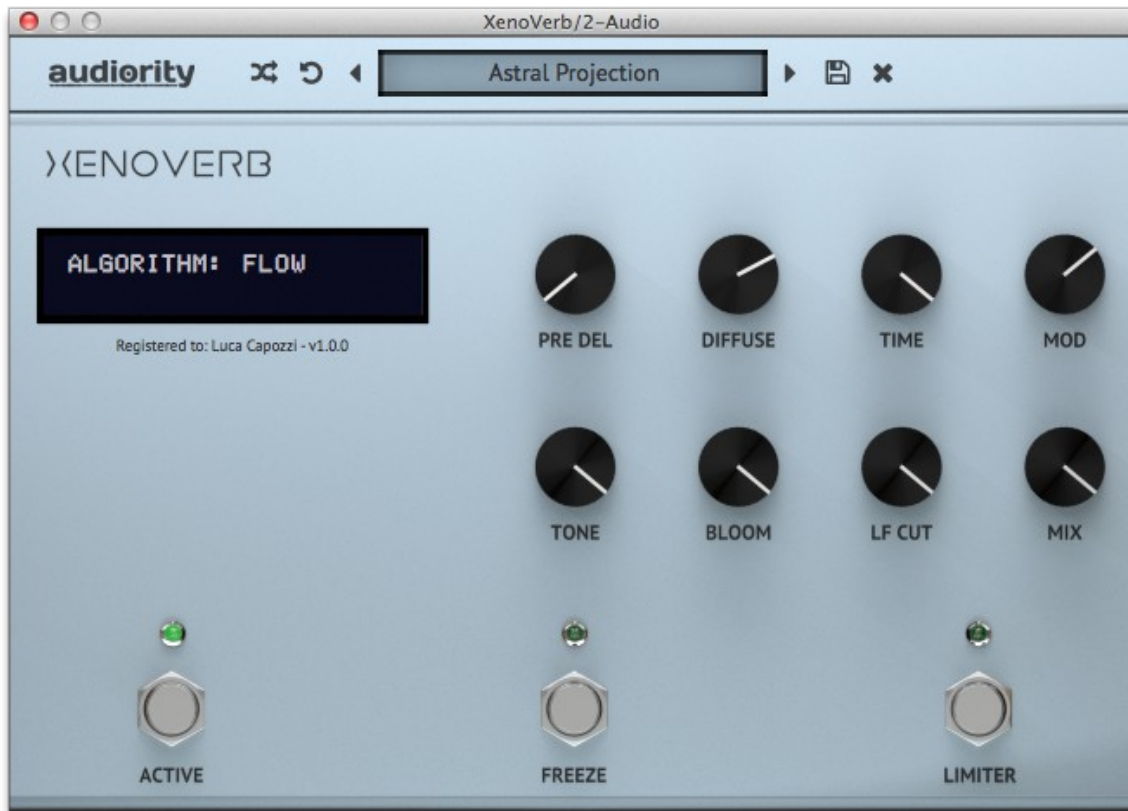 XenoVerb/2-Audio
audiority
Astral Projection
XENOVERB
ALGORITHM: FLOW
Registered to: Luca Capozzi - v1.0.0
PRE DEL
DIFFUSE
TIME
MOD
TONE
BLOOM
LF CUT
MIX
ACTIVE
FREEZE
LIMITER